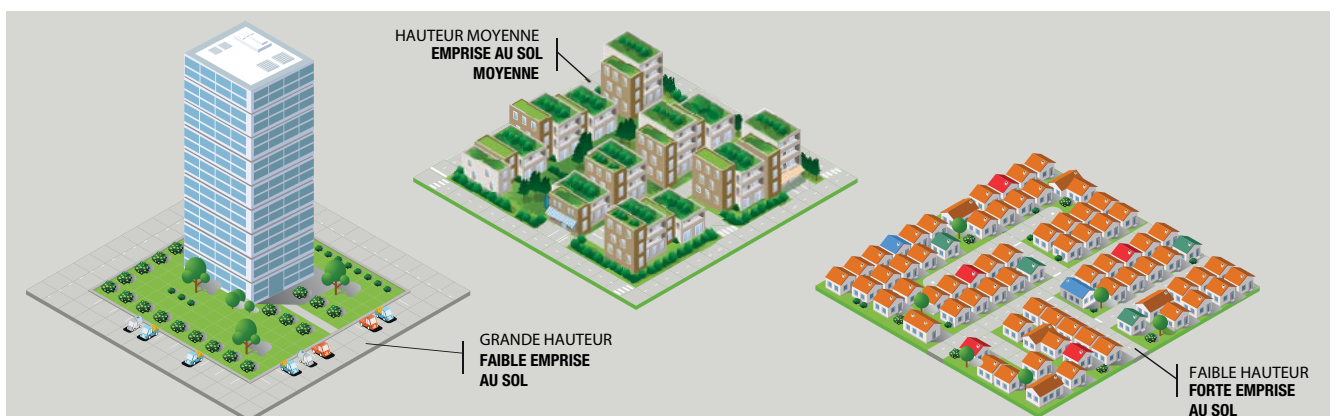 HAUTEUR MOYENNE
EMPRISE AU SOL
MOYENNE
GRANDE HAUTEUR
FAIBLE EMPRISE
AU SOL
FAIBLE HAUTEUR
FORTE EMPRISE
AU SOL